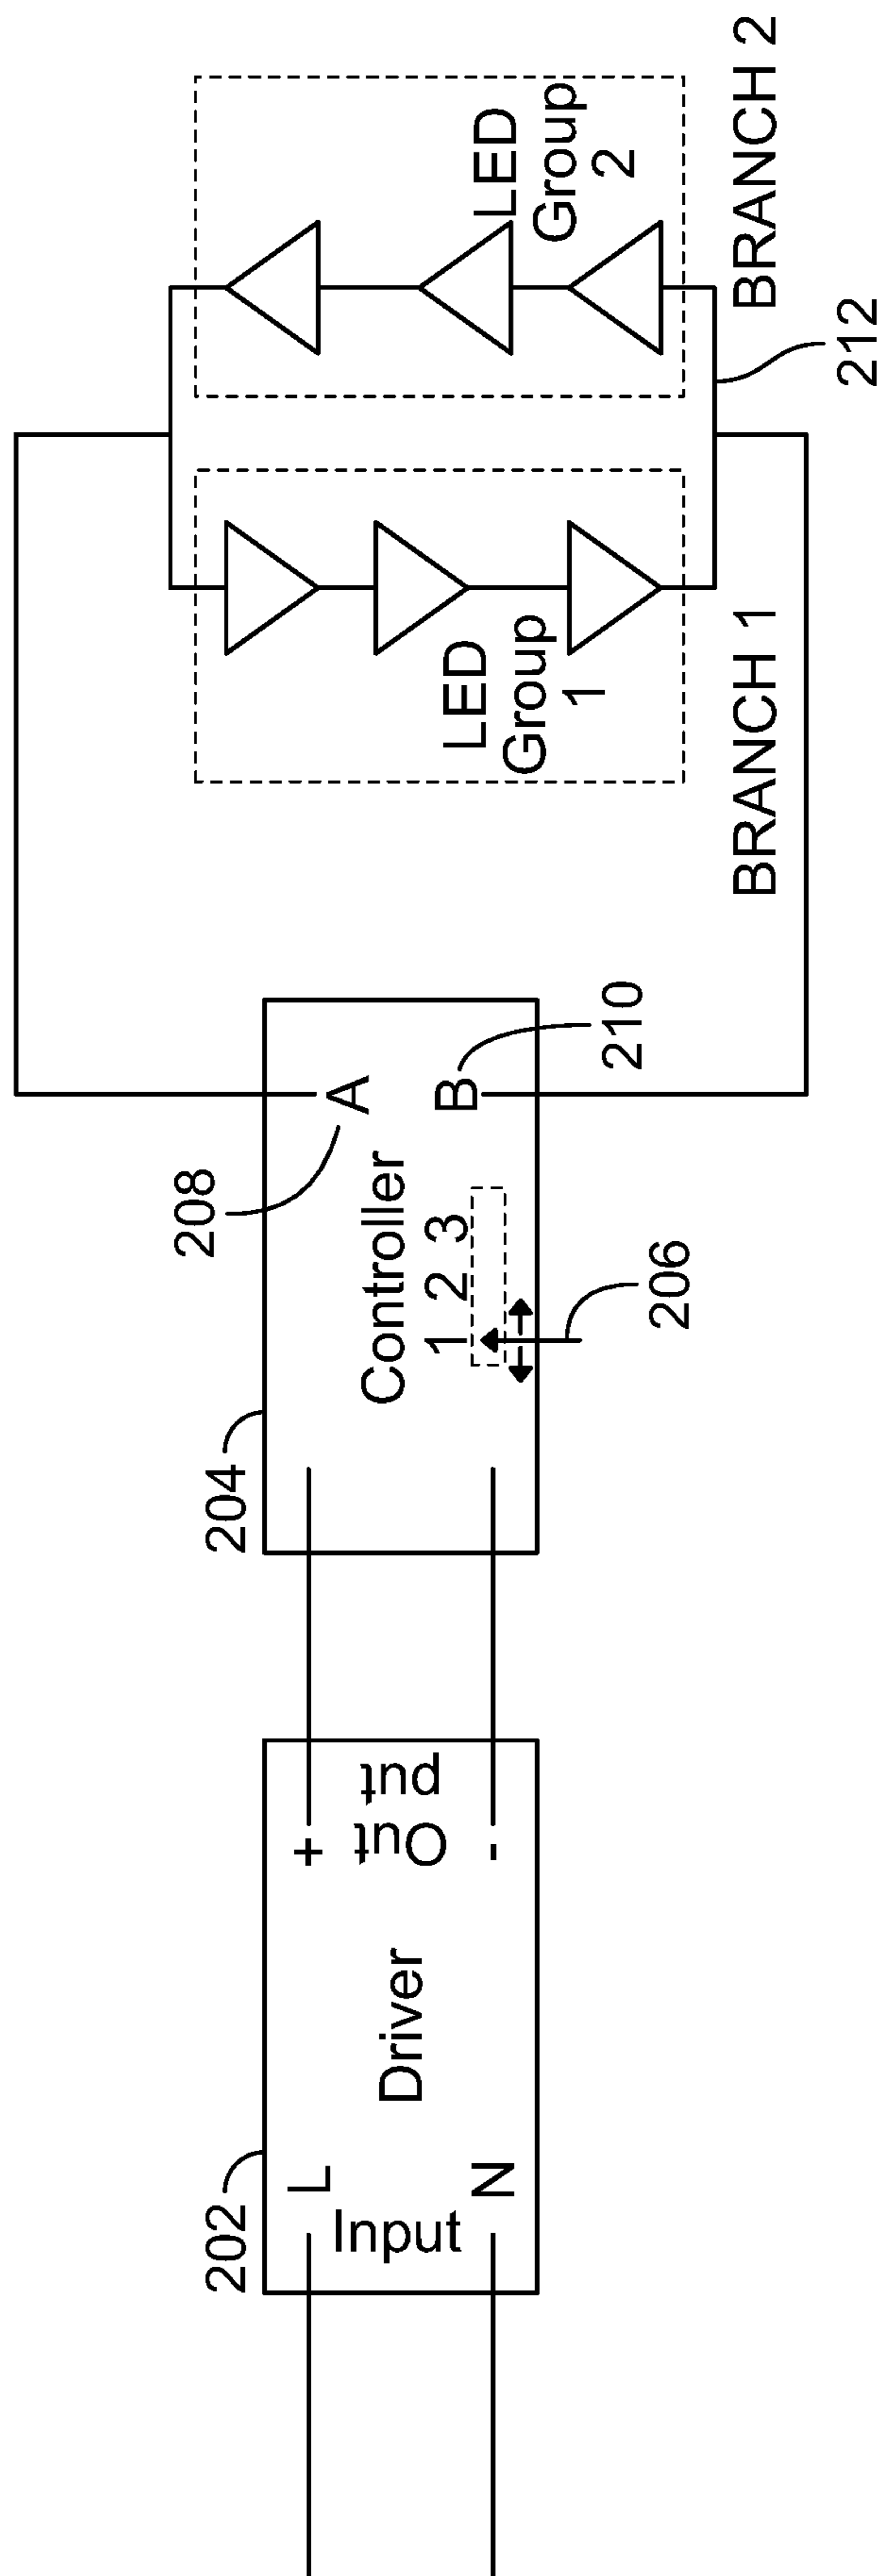 202
L
Input
N
Driver
+
Out
put
-
204
Controller
1 2 3
206
208
A
B
210
LED
Group
1
BRANCH 1
LED
Group
2
BRANCH 2
212